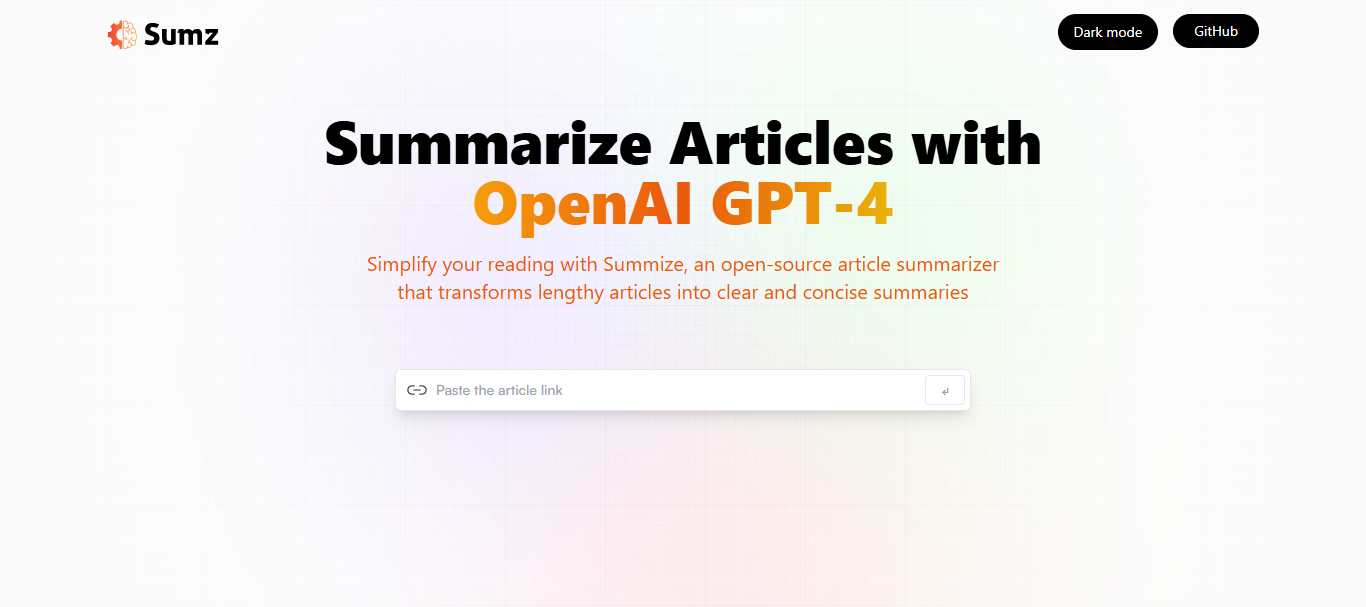 Sumz
Dark mode
GitHub
Summarize Articles with
OpenAI GPT-4
Simplify your reading with Summize, an open-source article summarizer
that transforms lengthy articles into clear and concise summaries
Paste the article link
↵